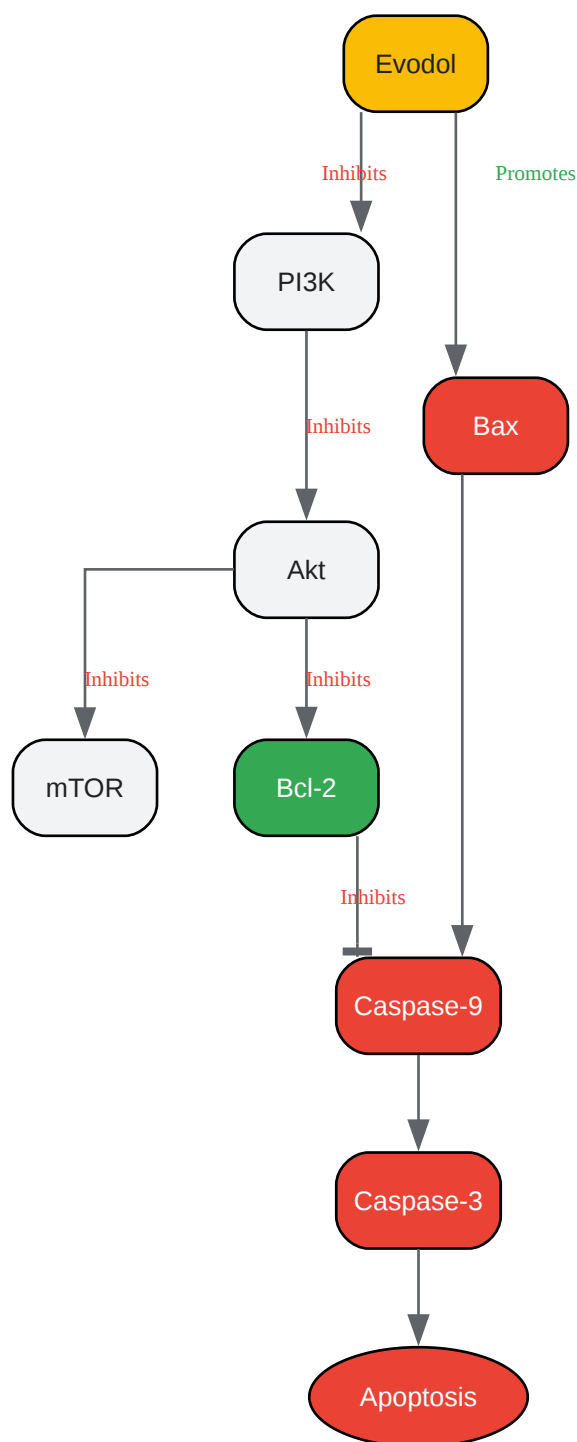 Evodol
Inhibits
Promotes
PI3K
Inhibits
Bax
Akt
Inhibits
Inhibits
mTOR
Bcl-2
Inhibits
Caspase-9
Caspase-3
Apoptosis